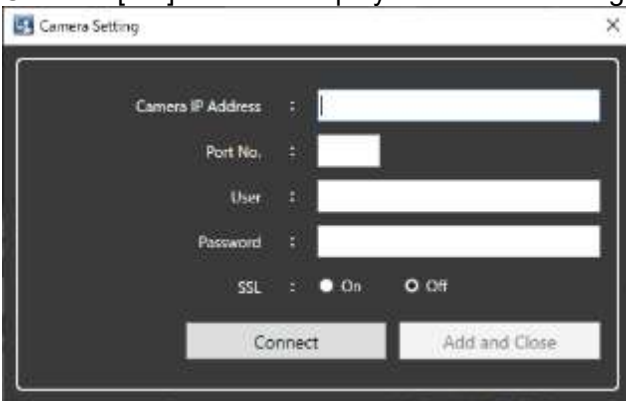 Camera Setting
Camera IP Address :
Port No. :
User :
Password :
SSL : On Off
Connect Add and Close